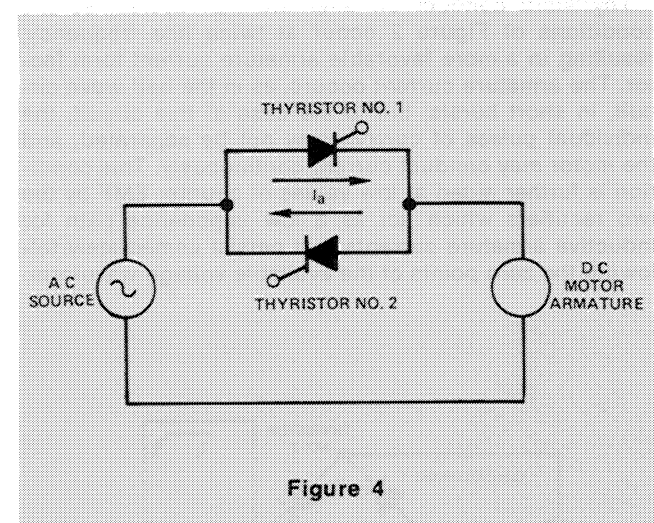 THYRISTOR NO. 1
Ia
A C
SOURCE
THYRISTOR NO. 2
D C
MOTOR
ARMATURE
Figure 4